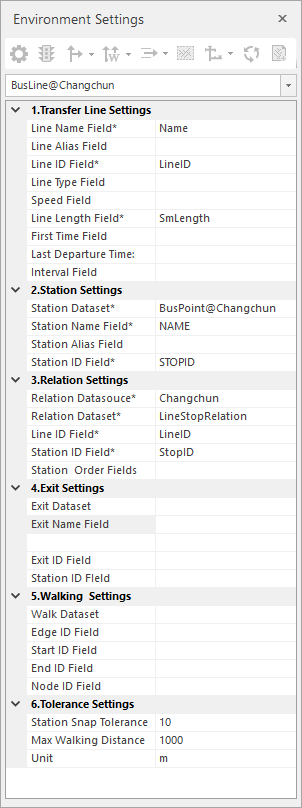 Environment Settings
BusLine@Changchun
1.Transfer Line Settings
Line Name Field* Name
Line Alias Field
Line ID Field* LineID
Line Type Field
Speed Field
Line Length Field* SmLength
First Time Field
Last Departure Time:
Interval Field
2.Station Settings
Station Dataset* BusPoint@Changchun
Station Name Field* NAME
Station Alias Field
Station ID Field* STOPID
3.Relation Settings
Relation Datasouce* Changchun
Relation Dataset* LineStopRelation
Line ID Field* LineID
Station ID Field* StopID
Station Order Fields
4.Exit Settings
Exit Dataset
Exit Name Field
Exit ID Field
Station ID FIeld
5.Walking Settings
Walk Dataset
Edge ID Field
Start ID Field
End ID Field
Node ID Field
6.Tolerance Settings
Station Snap Tolerance 10
Max Walking Distance 1000
Unit m